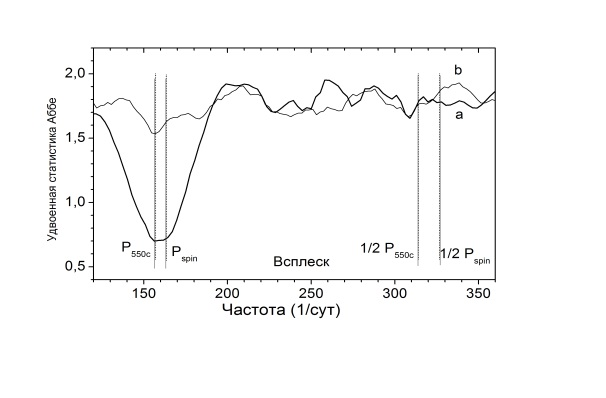 Удвоенная статистика Аббе
2,0
1,5
1,0
0,5
b
a
P550c
Pspin
1/2 P550c
1/2 Pspin
Всплеск
150
200
250
300
350
Частота (1/сут)